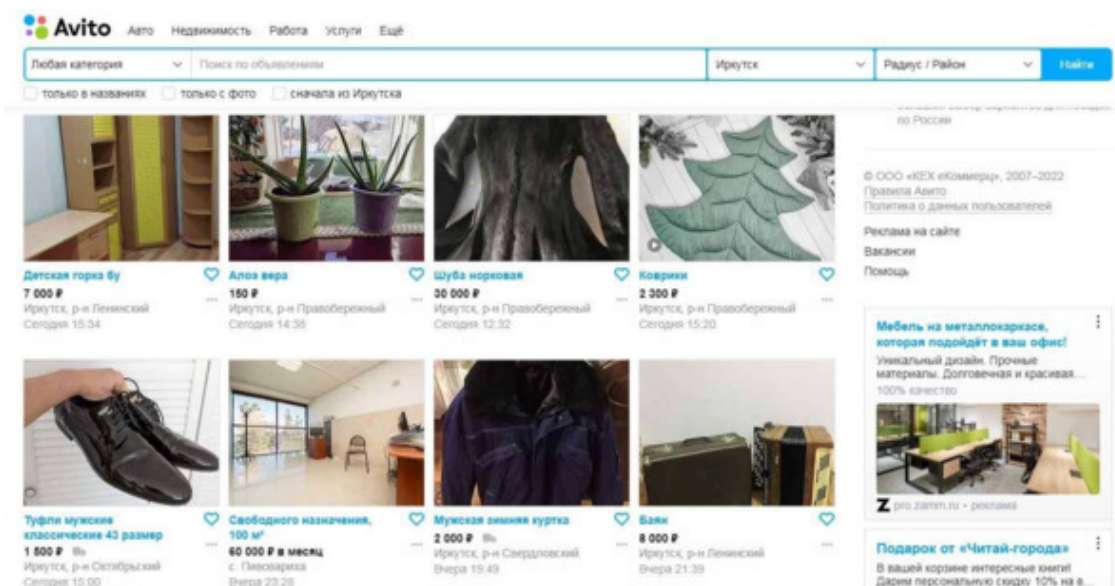 Avito Авто Недвижимость Работа Услуги Ещё
Любая категория Поиск по объявлениям Иркутск Радиус / Район Найти
только в названиях только с фото сначала из Иркутска
по России
© ООО «КЕХ еКоммерц», 2007–2022
Правила Авито
Политика о данных пользователей
Реклама на сайте
Вакансии
Помощь
Детская горка бу
7 000 ₽
Иркутск, р-н Ленинский
Сегодня 15:34
Алоэ вера
150 ₽
Иркутск, р-н Правобережный
Сегодня 14:38
Шуба норковая
30 000 ₽
Иркутск, р-н Правобережный
Сегодня 12:32
Коврики
2 300 ₽
Иркутск, р-н Правобережный
Сегодня 15:20
Мебель на металлокаркасе,
которая подойдёт в ваш офис!
Уникальный дизайн. Прочные
материалы. Долговечная и красивая...
100% качество
pro.zamm.ru • реклама
Туфли мужские
классические 43 размер
1 500 ₽
Иркутск, р-н Октябрьский
Сегодня 15:00
Свободного назначения,
100 м²
60 000 ₽ в месяц
с. Пивовариха
Вчера 23:28
Мужская зимняя куртка
2 000 ₽
Иркутск, р-н Свердловский
Вчера 19:49
Баян
8 000 ₽
Иркутск, р-н Ленинский
Вчера 21:39
Подарок от «Читай-города»
В вашей корзине интересные книги!
Дарим персональную скидку 10% на в...